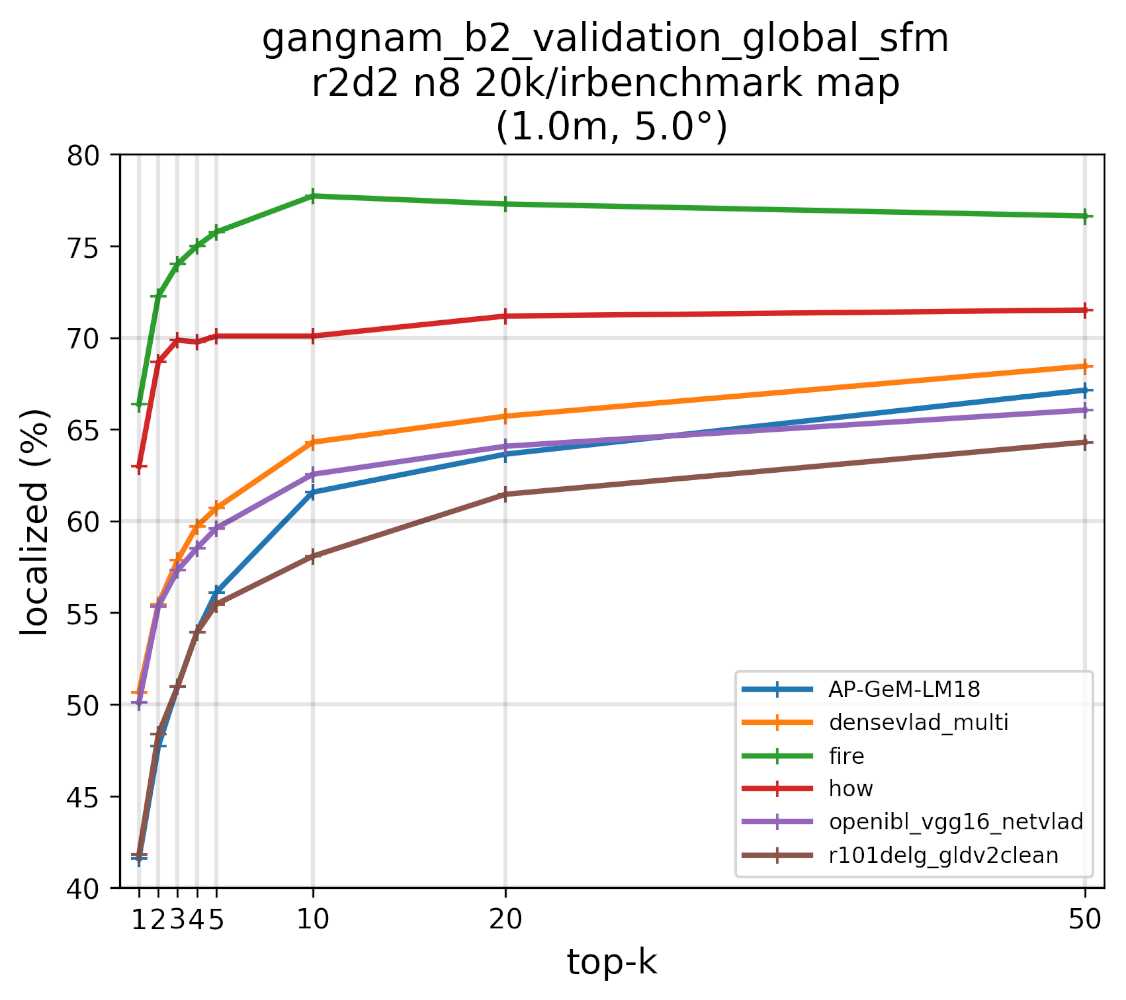 gangnam_b2_validation_global_sfm
r2d2 n8 20k/irbenchmark map
(1.0m, 5.0°)
80
75
70
65
60
55
50
45
40
localized (%)
1 2 3 4 5 10 20 50
top-k
AP-GeM-LM18
densevlad_multi
fire
how
openibl_vgg16_netvlad
r101delg_gldv2clean